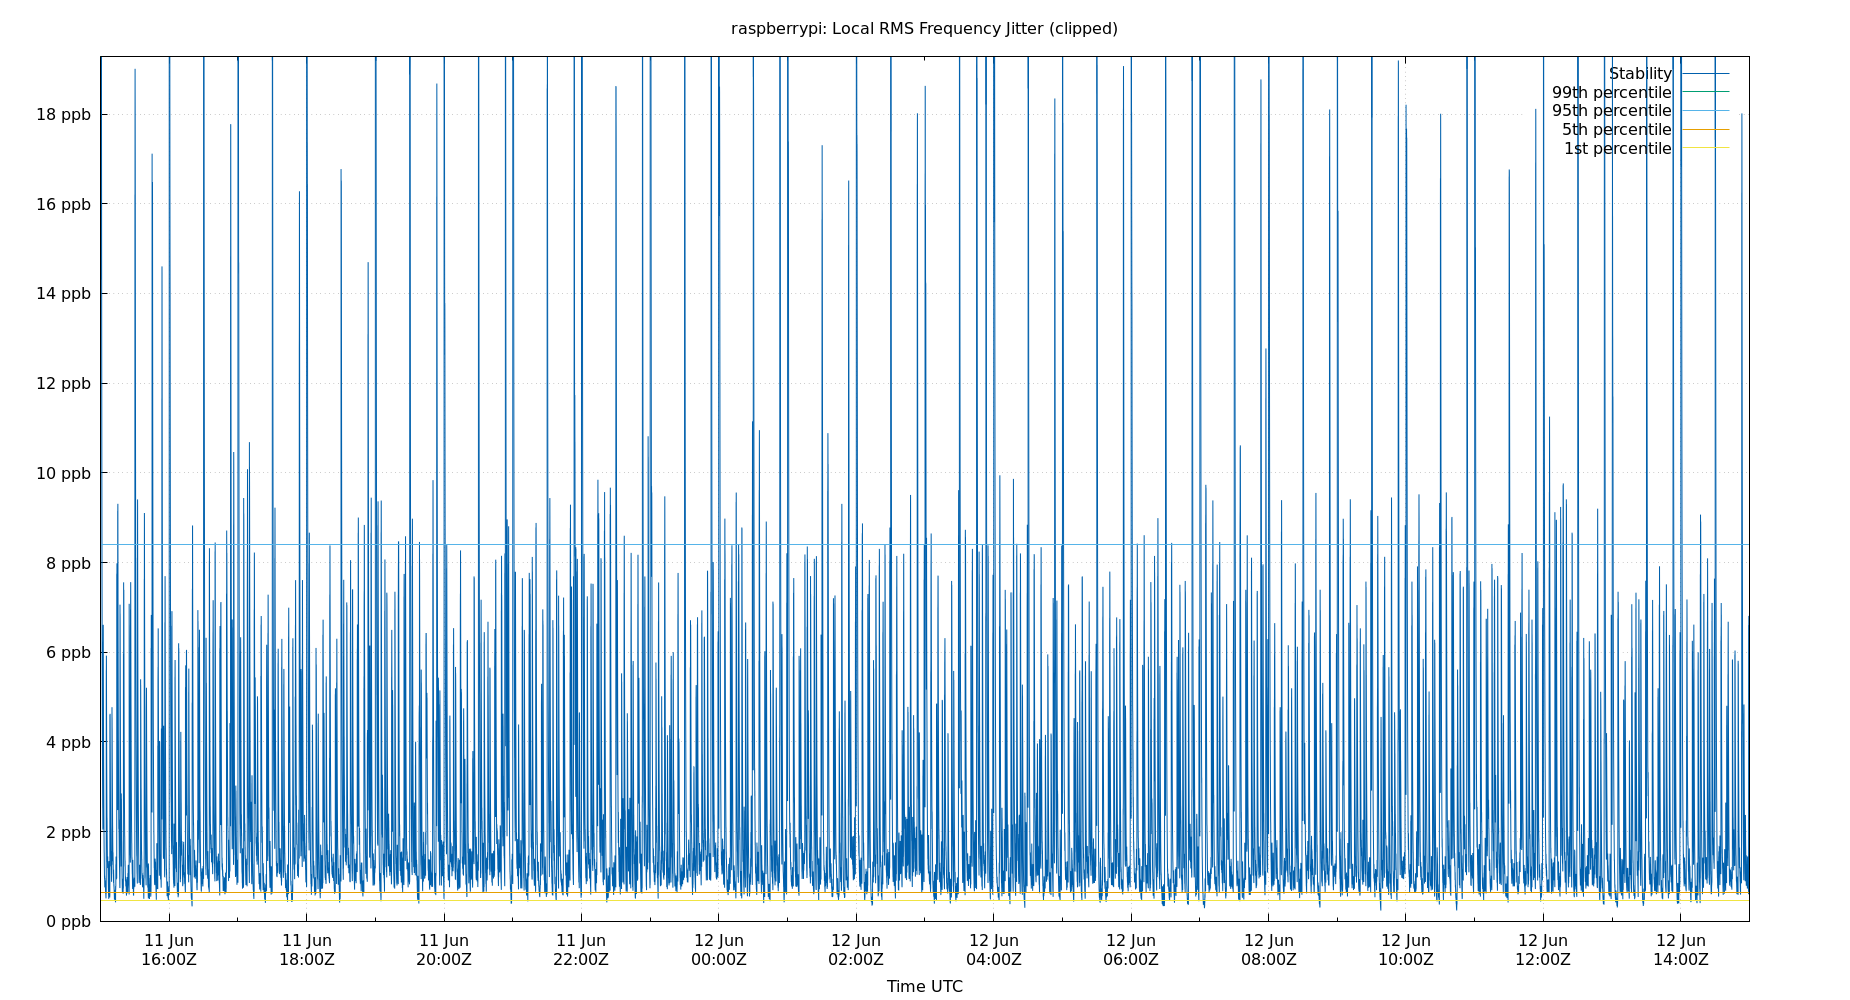 raspberrypi: Local RMS Frequency Jitter (clipped)
Stability
99th percentile
95th percentile
5th percentile
1st percentile
18 ppb
16 ppb
14 ppb
12 ppb
10 ppb
8 ppb
6 ppb
4 ppb
2 ppb
0 ppb
11 Jun 11 Jun 11 Jun 11 Jun 12 Jun 12 Jun 12 Jun 12 Jun 12 Jun 12 Jun 12 Jun 12 Jun
16:00Z 18:00Z 20:00Z 22:00Z 00:00Z 02:00Z 04:00Z 06:00Z 08:00Z 10:00Z 12:00Z 14:00Z
Time UTC